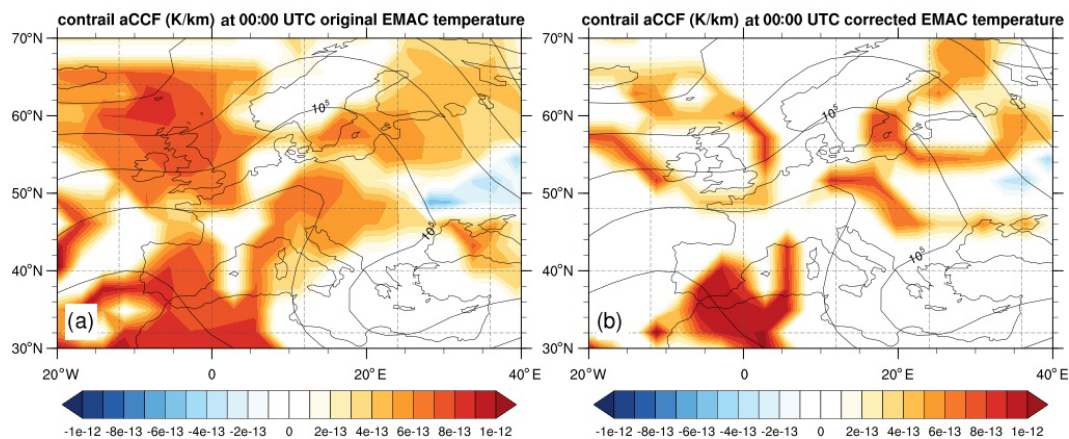 contrail aCCF (K/km) at 00:00 UTC original EMAC temperature
70°N
60°N
50°N
40°N
30°N
10⁵
10⁵
(a)
20°W 0 20°E 40°E
-1e-12 -8e-13 -6e-13 -4e-13 -2e-13 0 2e-13 4e-13 6e-13 8e-13 1e-12
contrail aCCF (K/km) at 00:00 UTC corrected EMAC temperature
70°N
60°N
50°N
40°N
30°N
10⁵
10⁵
(b)
20°W 0 20°E 40°E
-1e-12 -8e-13 -6e-13 -4e-13 -2e-13 0 2e-13 4e-13 6e-13 8e-13 1e-12